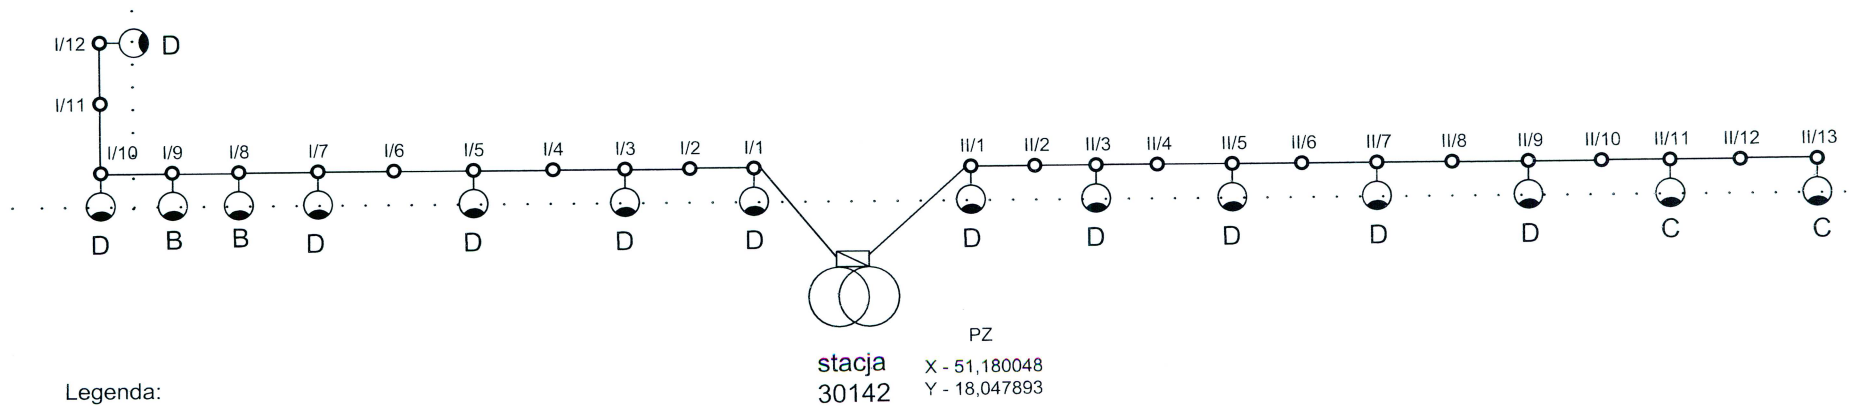 I/12 D
I/11
I/10 I/9 I/8 I/7 I/6 I/5 I/4 I/3 I/2 I/1 II/1 II/2 II/3 II/4 II/5 II/6 II/7 II/8 II/9 II/10 II/11 II/12 II/13
D B B D D D D D D D D D C C
PZ
stacja X - 51,180048
30142 Y - 18,047893
Legenda: